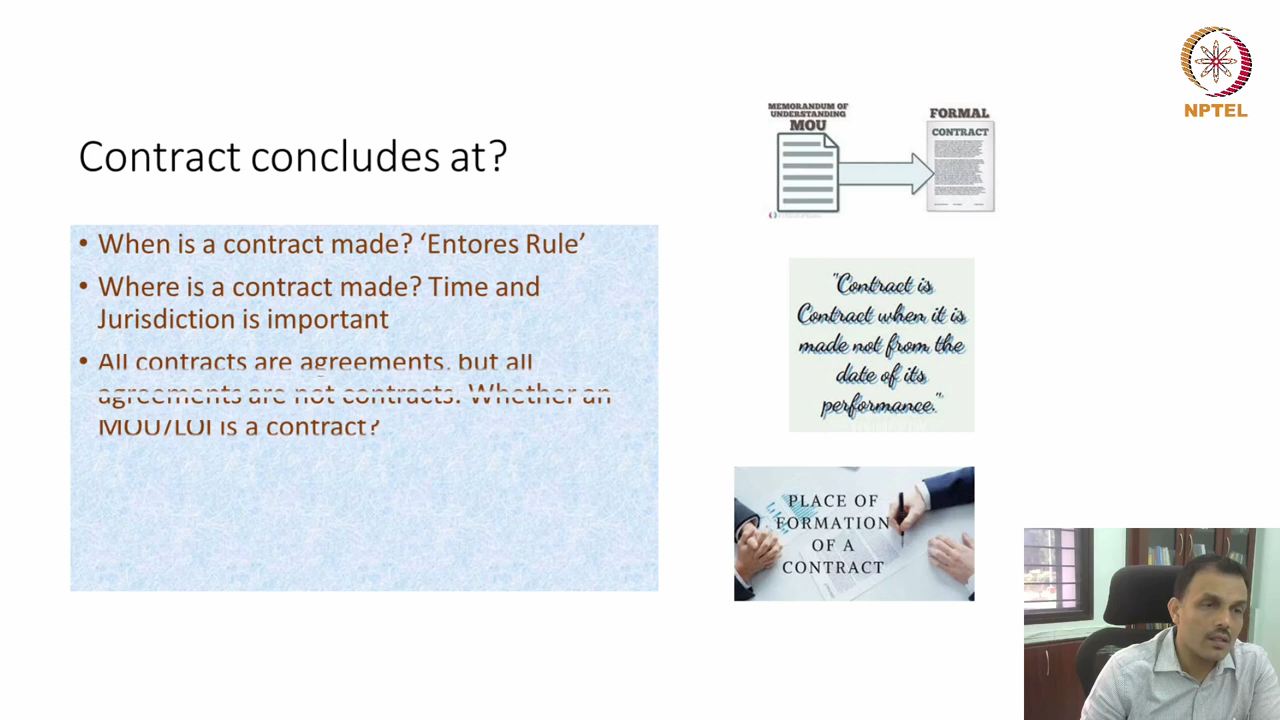 NPTEL
Contract concludes at?
• When is a contract made? ‘Entores Rule’
• Where is a contract made? Time and
Jurisdiction is important
• All contracts are agreements, but all
agreements are not contracts. Whether an
MOU/LOI is a contract?
MEMORANDUM OF
UNDERSTANDING
MOU
FORMAL
CONTRACT
"Contract is
Contract when it is
made not from the
date of its
performance."
PLACE OF
FORMATION
OF A
CONTRACT